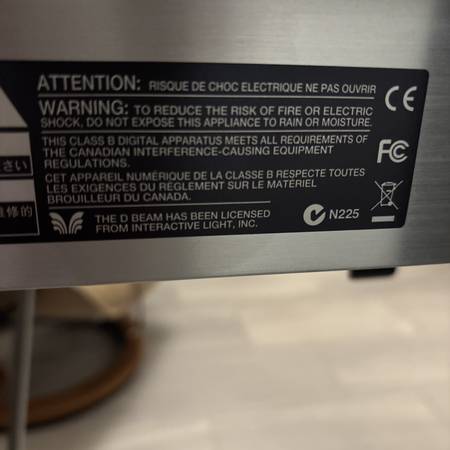 ATTENTION: RISQUE DE CHOC ELECTRIQUE NE PAS OUVRIR
WARNING: TO REDUCE THE RISK OF FIRE OR ELECTRIC
SHOCK, DO NOT EXPOSE THIS APPLIANCE TO RAIN OR MOISTURE.
THIS CLASS B DIGITAL APPARATUS MEETS ALL REQUIREMENTS OF
THE CANADIAN INTERFERENCE-CAUSING EQUIPMENT
REGULATIONS.
CET APPAREIL NUMÉRIQUE DE LA CLASSE B RESPECTE TOUTES
LES EXIGENCES DU RÈGLEMENT SUR LE MATÉRIEL
BROUILLEUR DU CANADA.
THE D BEAM HAS BEEN LICENSED
FROM INTERACTIVE LIGHT, INC.
N225
CE
FC
さい
修的